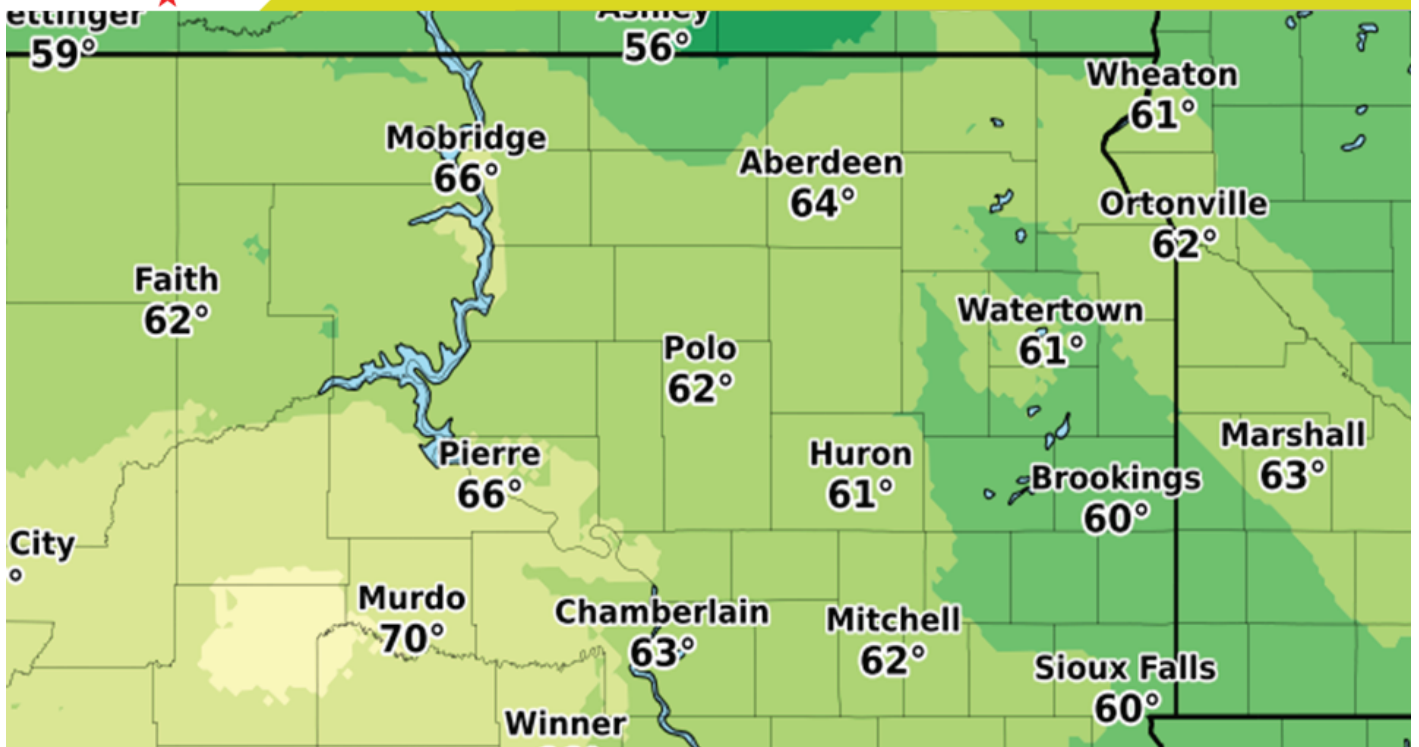 ettinger
59°
Ashley
56°
Wheaton
61°
Mobridge
66°
Aberdeen
64°
Ortonville
62°
Faith
62°
Watertown
61°
Polo
62°
Pierre
66°
Huron
61°
Marshall
63°
Brookings
60°
City
°
Murdo
70°
Chamberlain
63°
Mitchell
62°
Sioux Falls
60°
Winner